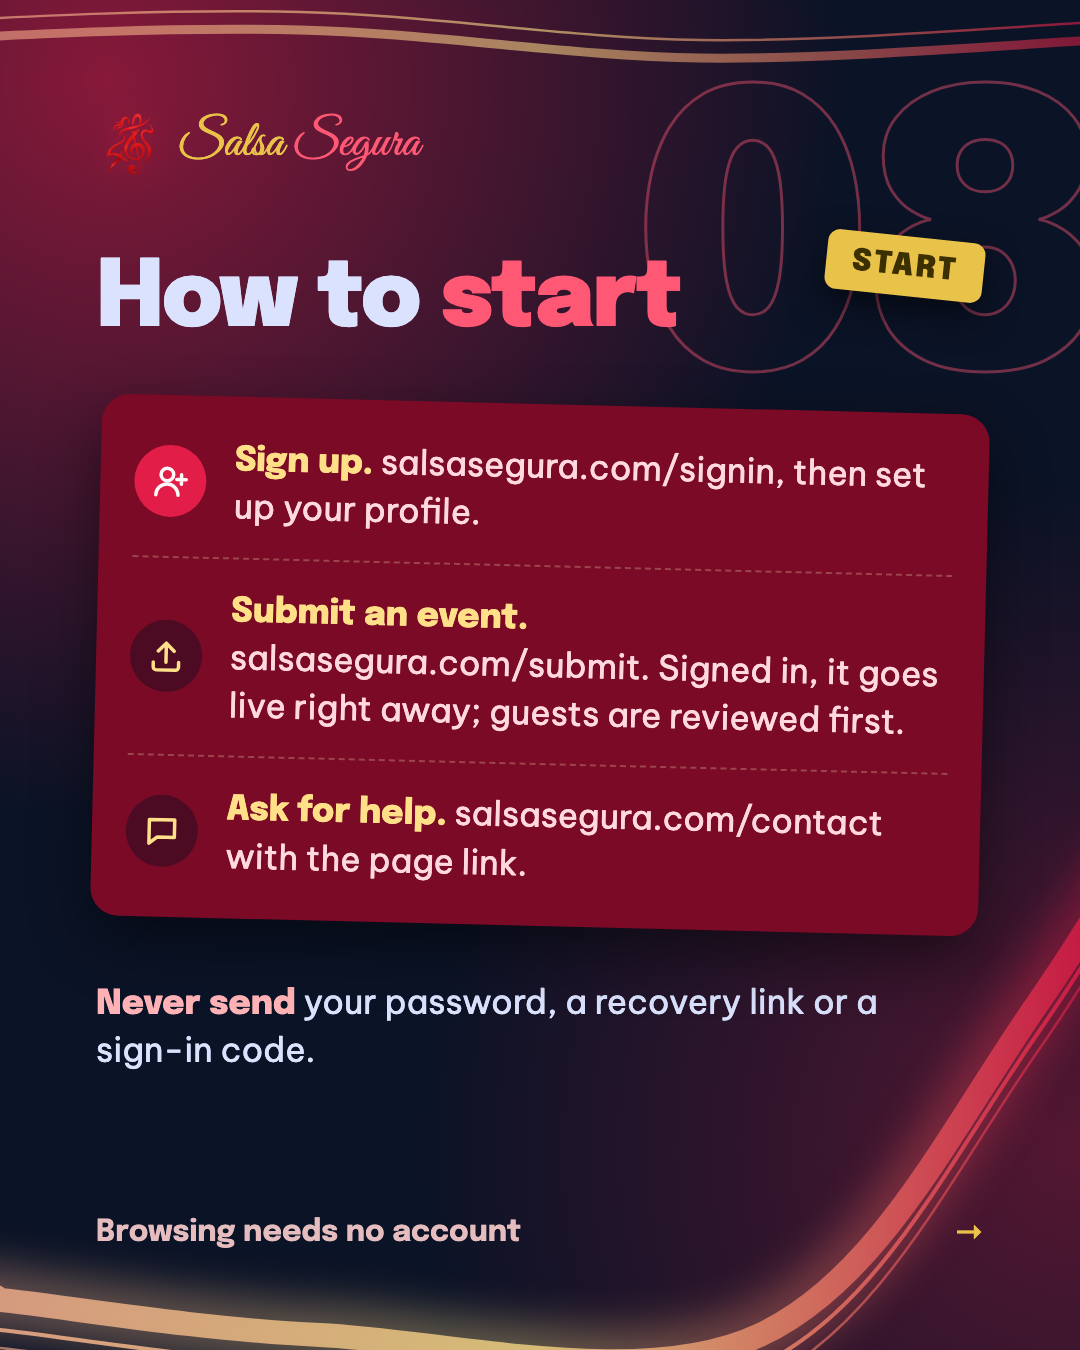 Salsa Segura
08
How to start
START
Sign up. salsasegura.com/signin, then set
up your profile.
Submit an event.
salsasegura.com/submit. Signed in, it goes
live right away; guests are reviewed first.
Ask for help. salsasegura.com/contact
with the page link.
Never send your password, a recovery link or a
sign-in code.
Browsing needs no account →